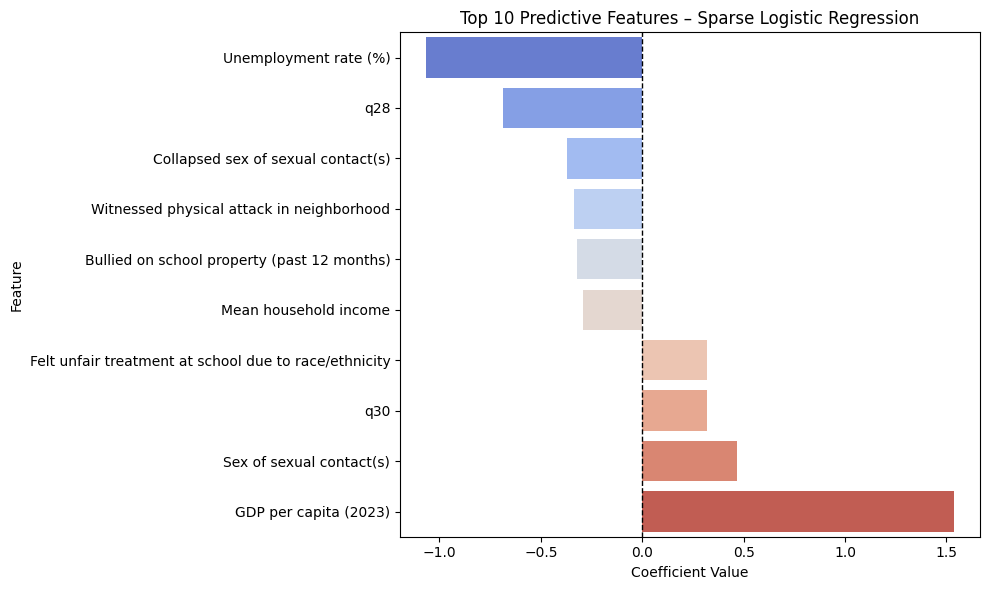 Top 10 Predictive Features – Sparse Logistic Regression
Unemployment rate (%)
q28
Collapsed sex of sexual contact(s)
Witnessed physical attack in neighborhood
Bullied on school property (past 12 months)
Mean household income
Felt unfair treatment at school due to race/ethnicity
q30
Sex of sexual contact(s)
GDP per capita (2023)
Feature
−1.0 −0.5 0.0 0.5 1.0 1.5
Coefficient Value